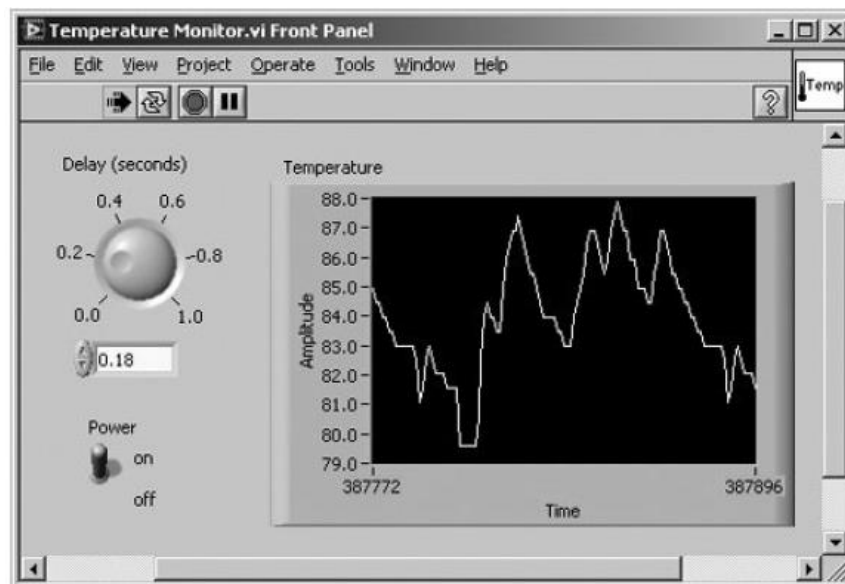 Temperature Monitor.vi Front Panel
File Edit View Project Operate Tools Window Help
Temp
Delay (seconds)
0.4 0.6
0.2 0.8
0.0 1.0
0.18
Power
on
off
Temperature
88.0
87.0
86.0
85.0
84.0
83.0
82.0
81.0
80.0
79.0
Amplitude
387772 387896
Time